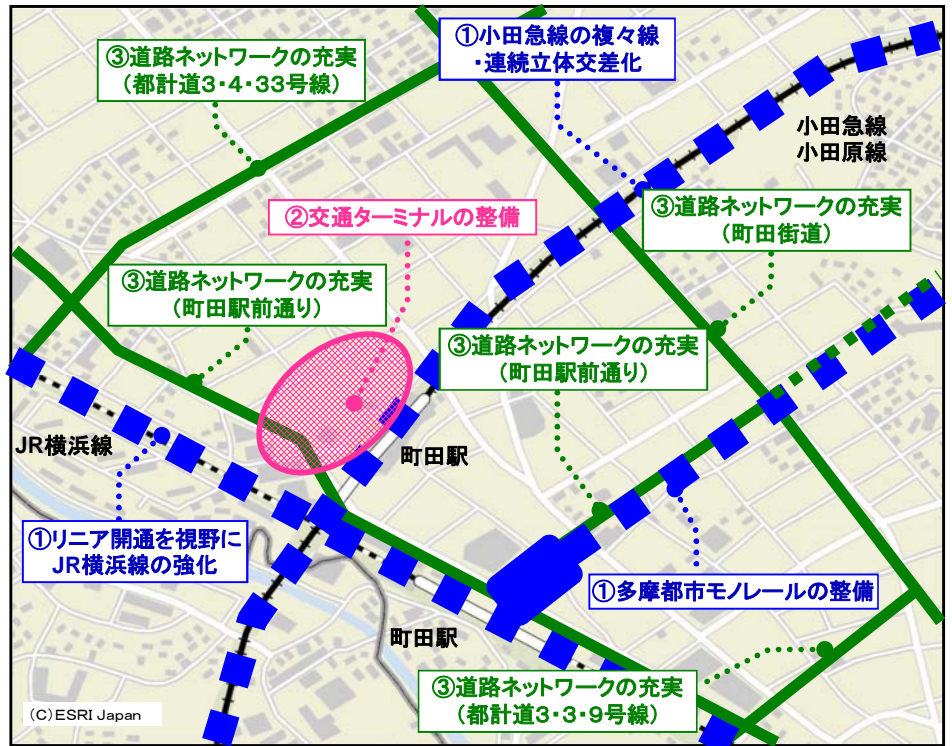 ①小田急線の複々線
・連続立体交差化
③道路ネットワークの充実
(都計道3・4・33号線)
小田急線
小田原線
②交通ターミナルの整備
③道路ネットワークの充実
(町田街道)
③道路ネットワークの充実
(町田駅前通り)
③道路ネットワークの充実
(町田駅前通り)
JR横浜線
町田駅
①リニア開通を視野に
JR横浜線の強化
①多摩都市モノレールの整備
町田駅
③道路ネットワークの充実
(都計道3・3・9号線)
(C)ESRI Japan